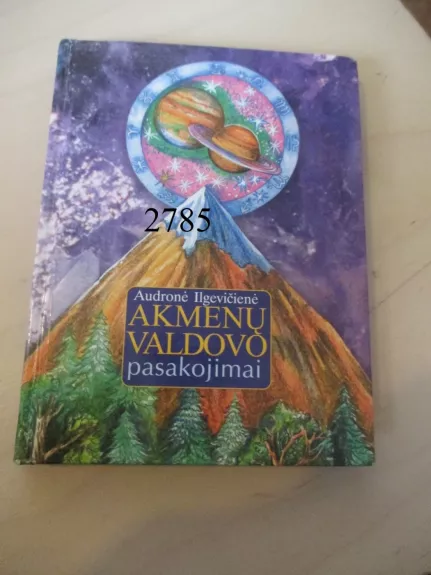 2785
Audronė Ilgevičienė
AKMENŲ
VALDOVO
pasakojimai